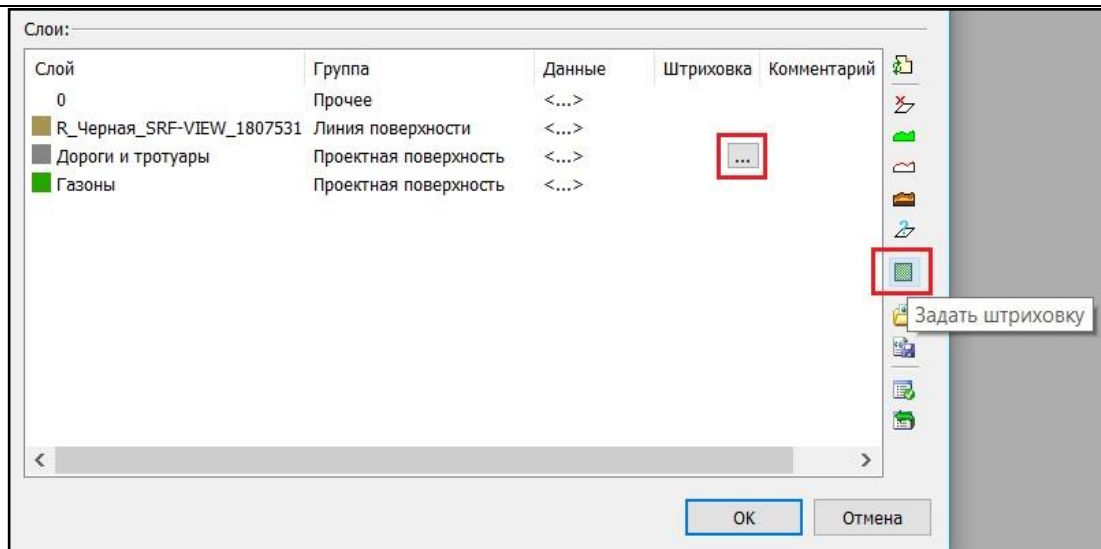 Слои:
Слой Группа Данные Штриховка Комментарий
0 Прочее <...>
R_Черная_SRF-VIEW_1807531 Линия поверхности <...>
Дороги и тротуары Проектная поверхность <...> ...
Газоны Проектная поверхность <...>
Задать штриховку
OK Отмена